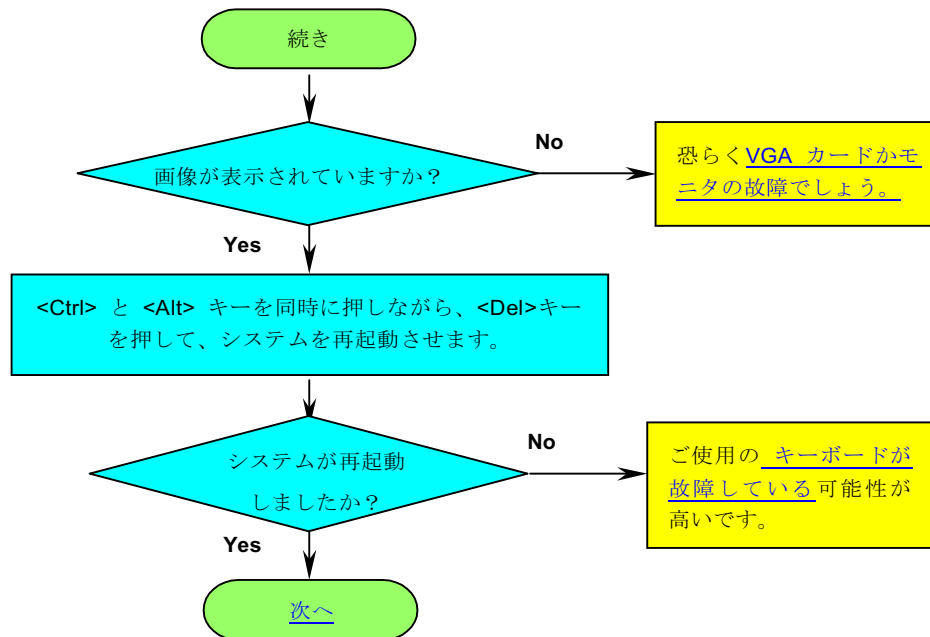 続き
No
画像が表示されていますか？
恐らくVGA カードかモ
ニタの故障でしょう。
Yes
<Ctrl> と <Alt> キーを同時に押しながら、<Del>キー
を押して、システムを再起動させます。
No
システムが再起動
しましたか？
ご使用の キーボードが
故障している可能性が
高いです。
Yes
次へ